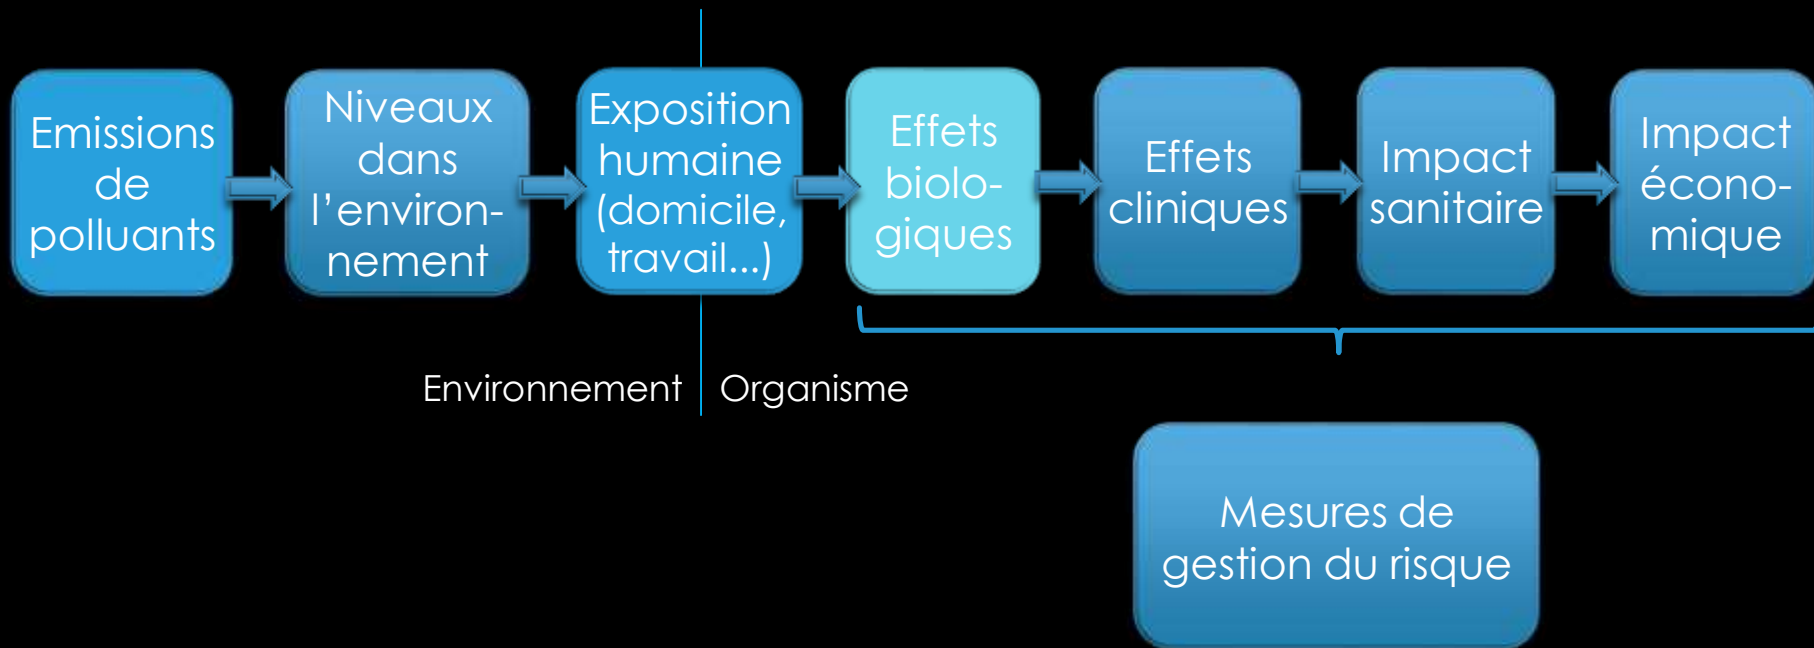 Emissions
de
polluants
Niveaux
dans
l’environ-
nement
Exposition
humaine
(domicile,
travail...)
Effets
biolo-
giques
Effets
cliniques
Impact
sanitaire
Impact
écono-
mique
Environnement
Organisme
Mesures de
gestion du risque